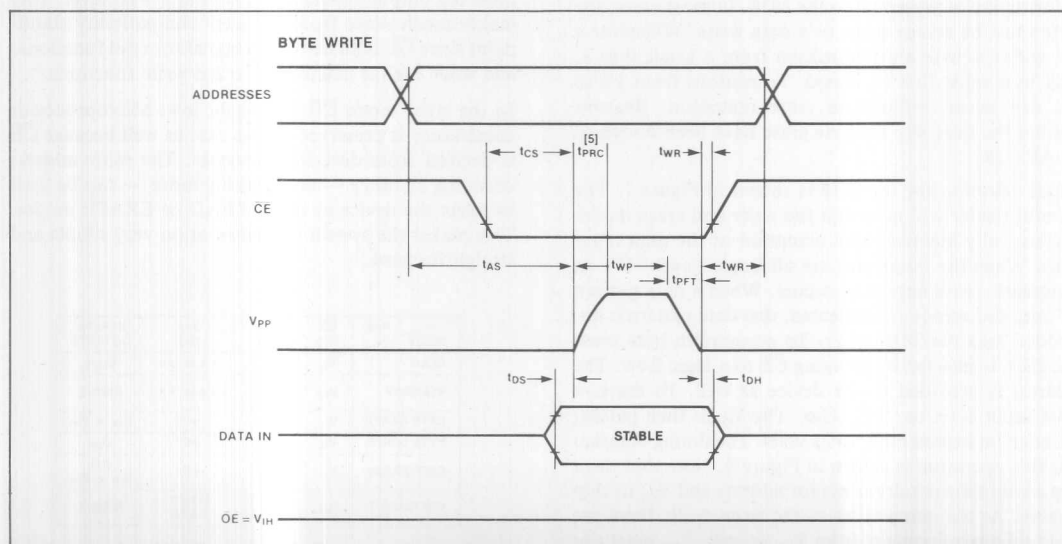 BYTE WRITE
ADDRESSES
[5]
tCS tPRC tWR
CE
tAS tWP tWR
tPFT
VPP
tDS tDH
DATA IN STABLE
OE = VIH